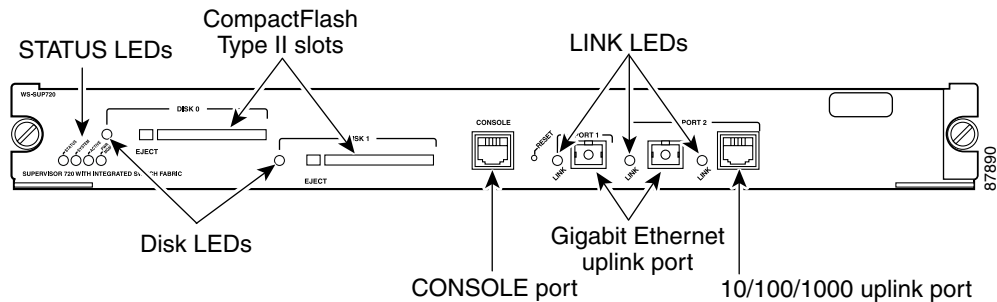 CompactFlash
Type II slots
STATUS LEDs
LINK LEDs
WS-SUP720
DISK 0
DISK 1
CONSOLE
RESET
PORT 1
PORT 2
EJECT
EJECT
STATUS
SYSTEM
ACTIVE
PWR MGMT
LINK
LINK
LINK
SUPERVISOR 720 WITH INTEGRATED SWITCH FABRIC
87890
Disk LEDs
Gigabit Ethernet
uplink port
CONSOLE port
10/100/1000 uplink port